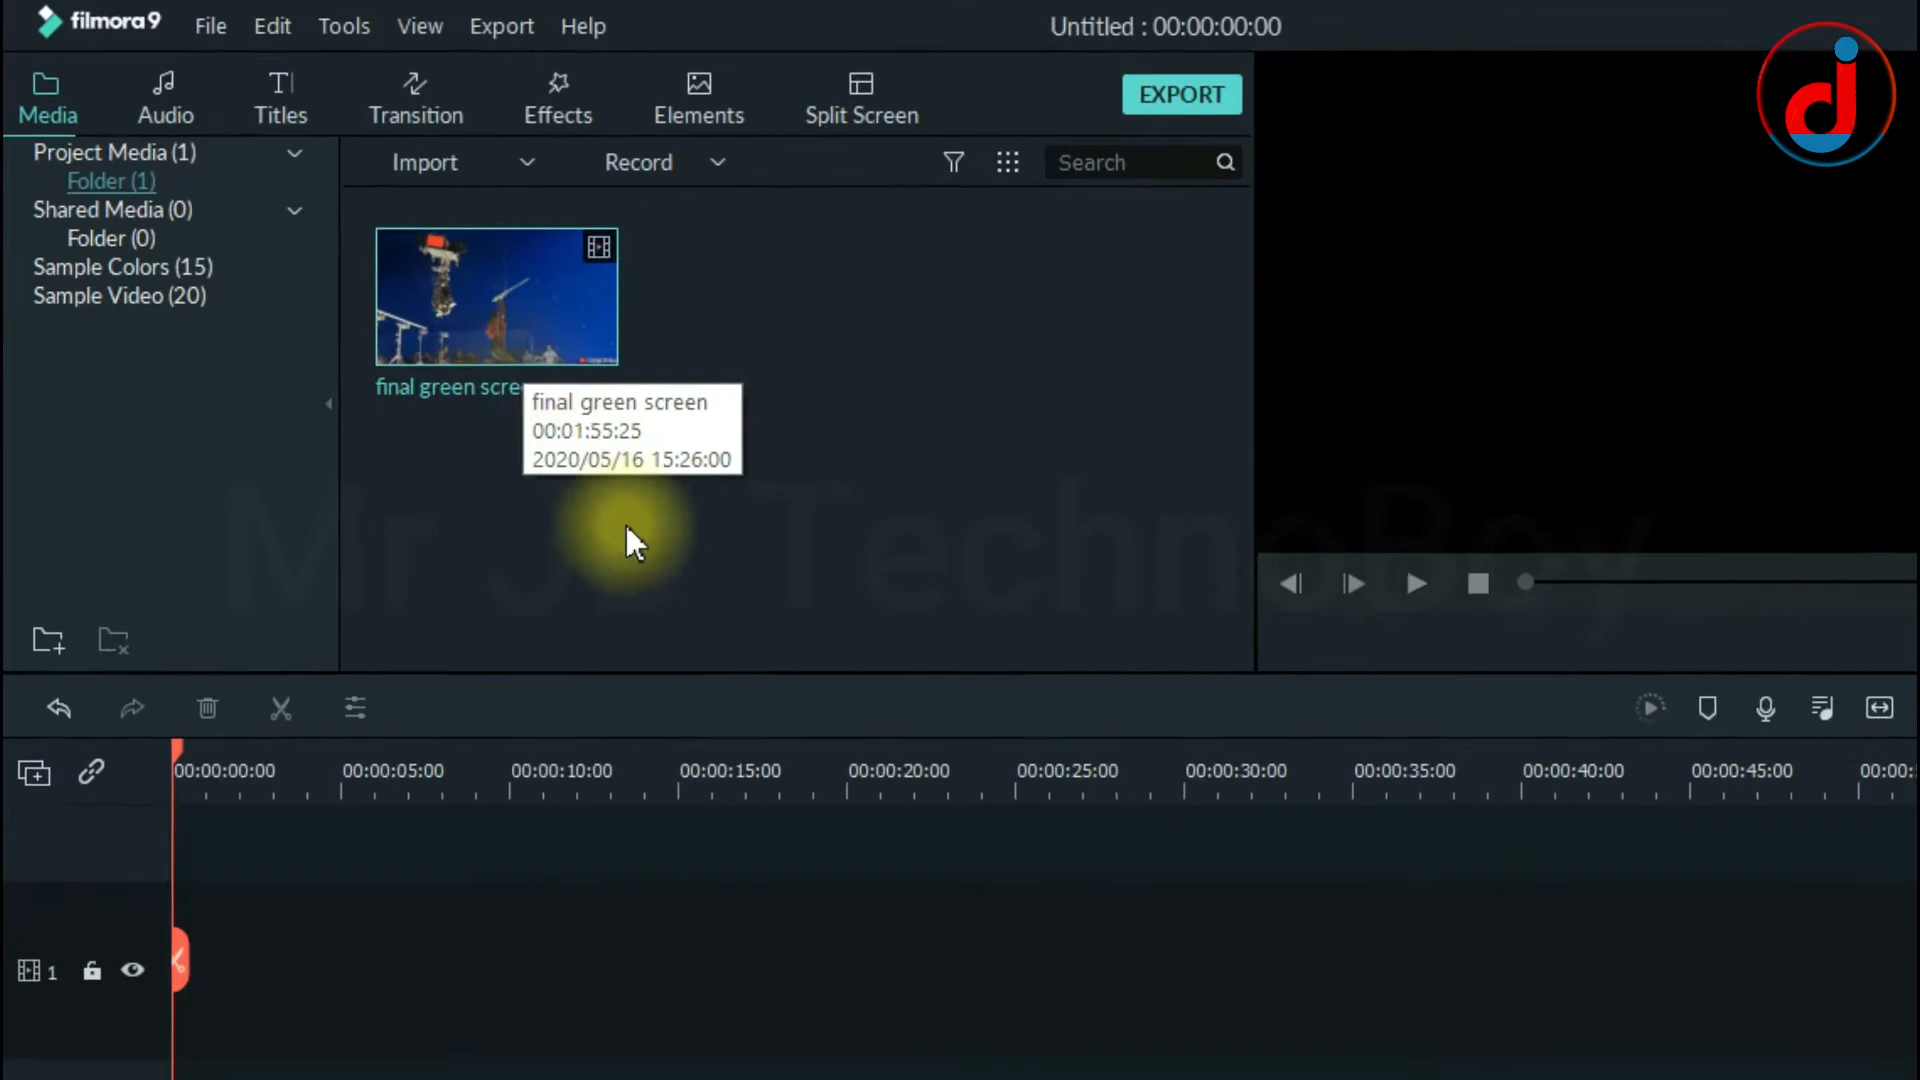 filmora9 File Edit Tools View Export Help Untitled : 00:00:00:00
Media Audio Titles Transition Effects Elements Split Screen EXPORT
Project Media (1) Import Record Search
Folder (1)
Shared Media (0)
Folder (0)
Sample Colors (15)
Sample Video (20)
final green scre
final green screen
00:01:55:25
2020/05/16 15:26:00
Mr JD TechnoBoy
00:00:00:00 00:00:05:00 00:00:10:00 00:00:15:00 00:00:20:00 00:00:25:00 00:00:30:00 00:00:35:00 00:00:40:00 00:00:45:00 00:00:
1